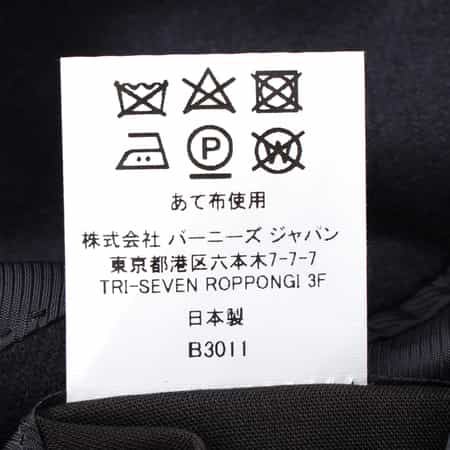 P W
あて布使用
株式会社 バーニーズ ジャパン
東京都港区六本木7-7-7
TRI-SEVEN ROPPONGI 3F
日本製
B3011